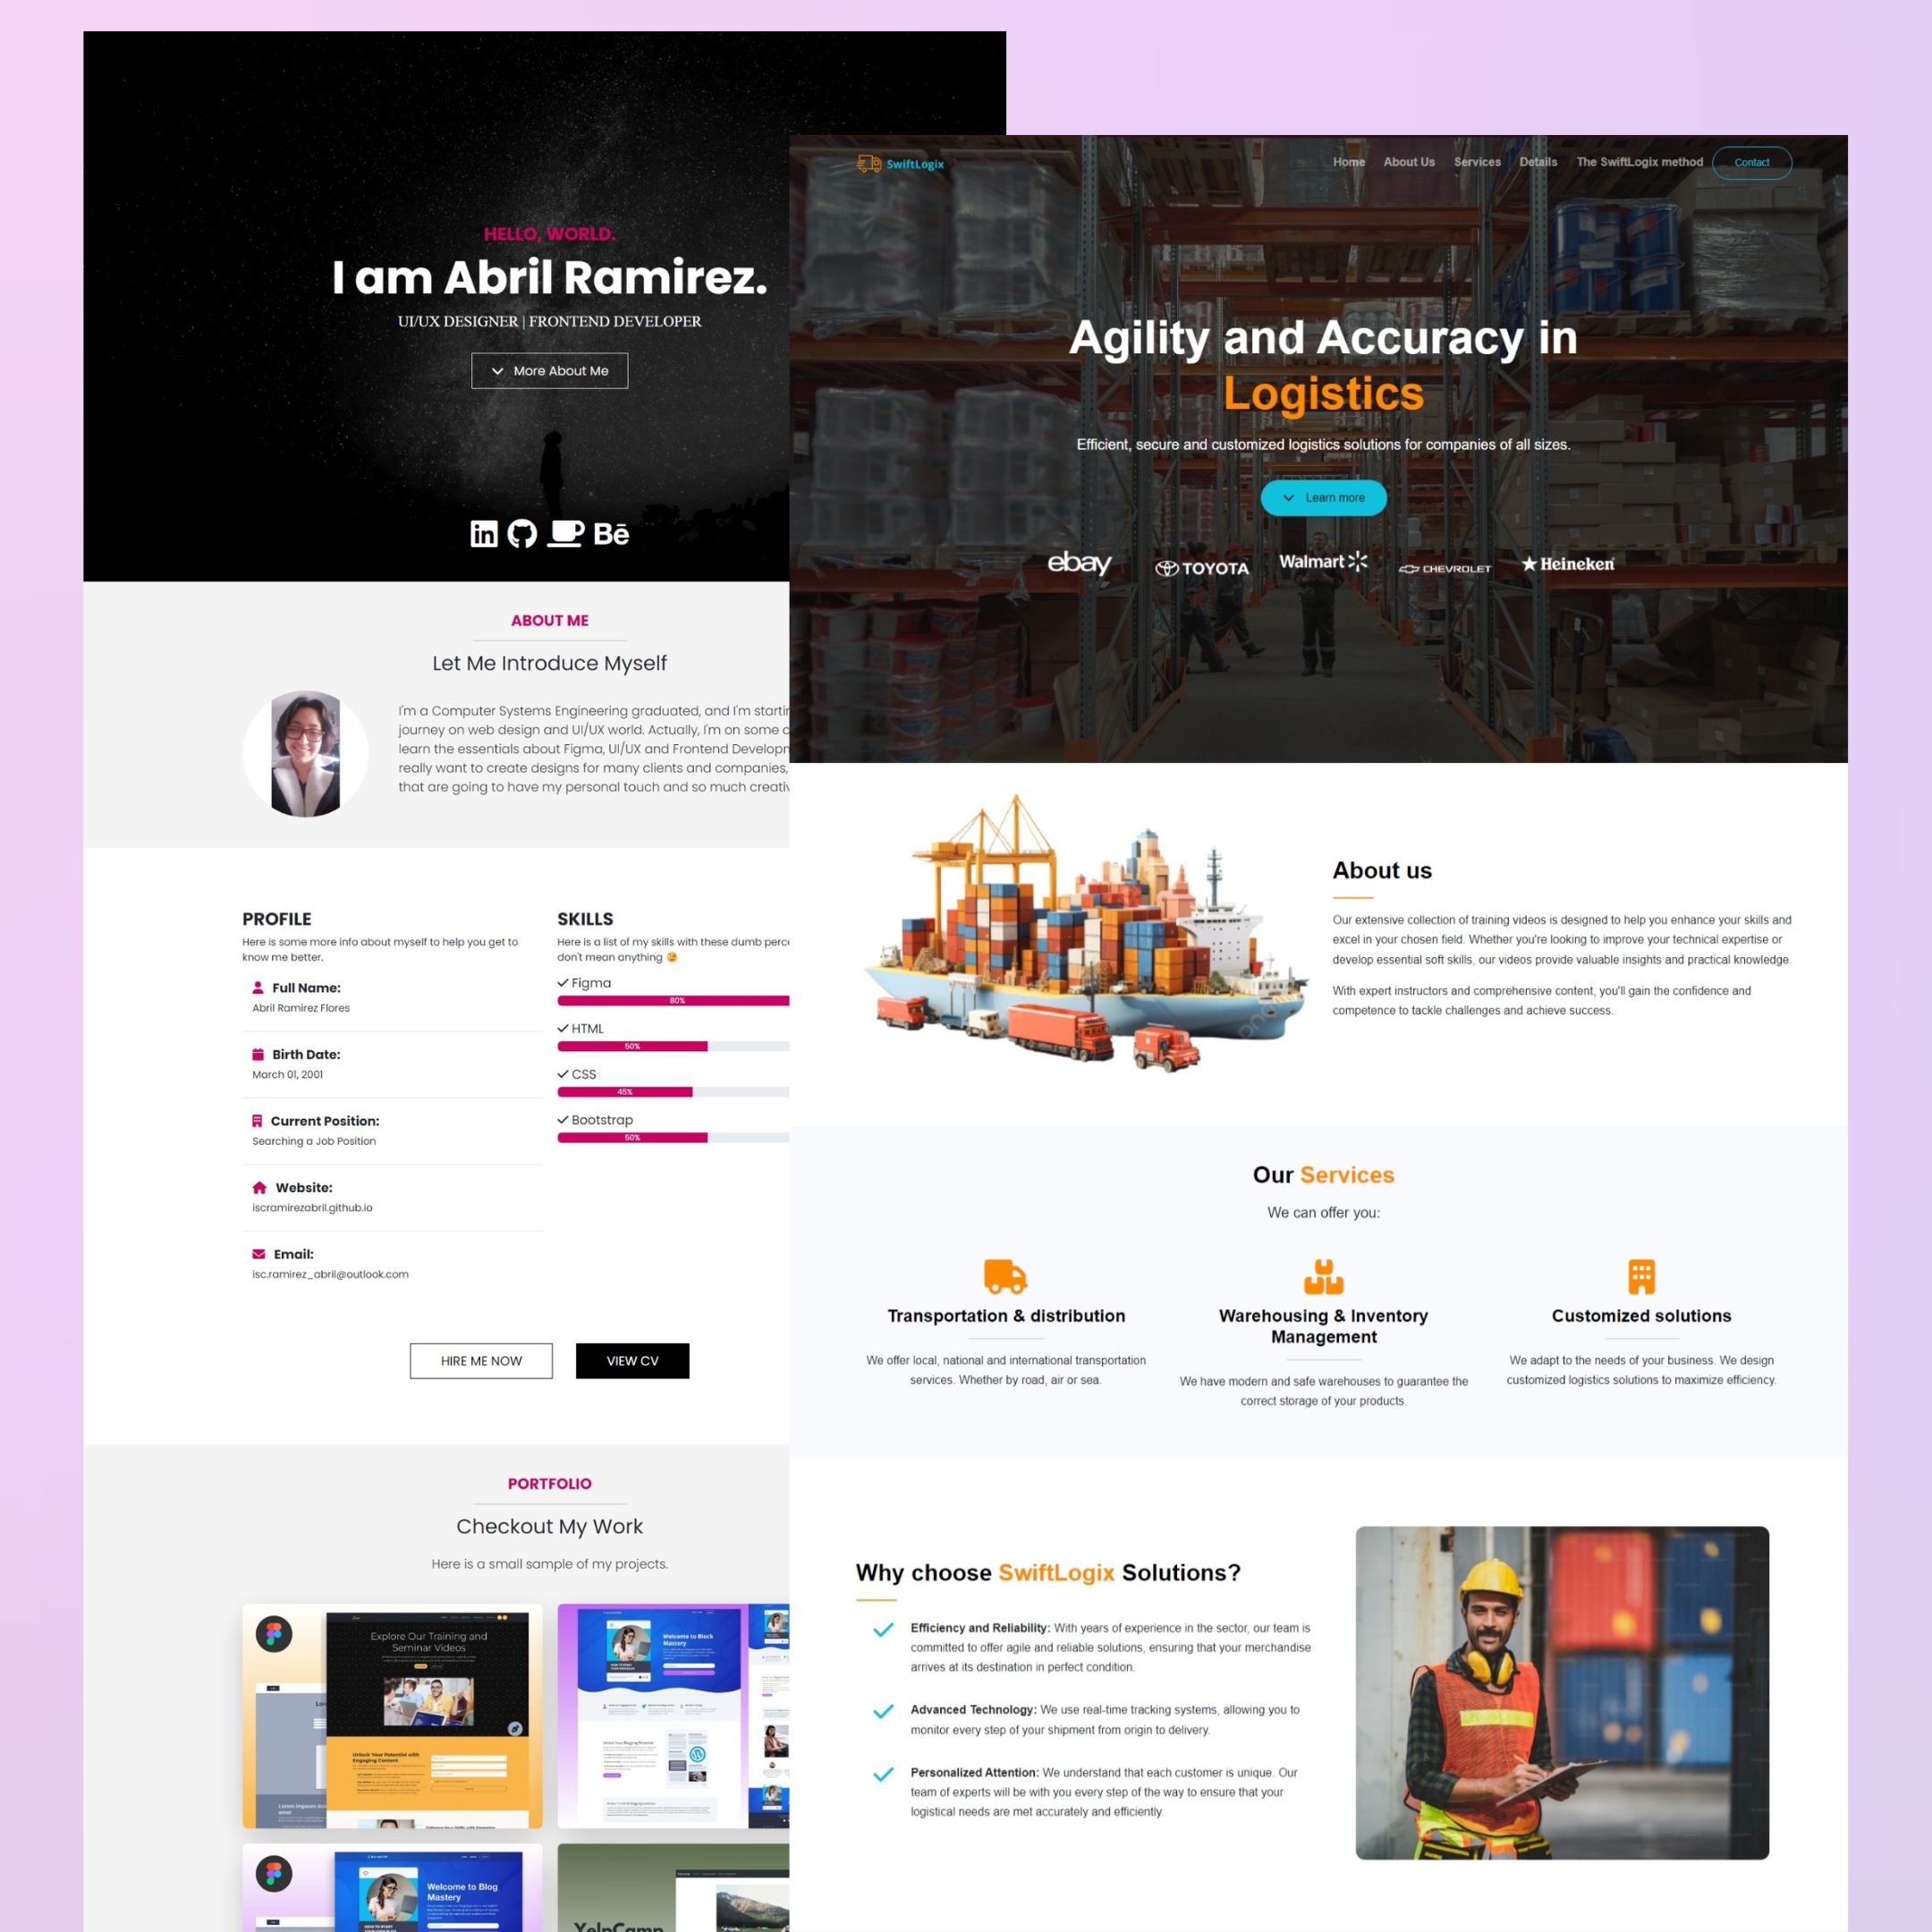 HELLO, WORLD.
I am Abril Ramirez.
UI/UX DESIGNER | FRONTEND DEVELOPER
More About Me
in
Bē
ABOUT ME
Let Me Introduce Myself
I'm a Computer Systems Engineering graduated, and I'm
journey on web design and UI/UX world. Actually, I'm on some
learn the essentials about Figma, UI/UX and Frontend
really want to create designs for many clients and companies,
that are going to have my personal touch and so much
PROFILE
Here is some more info about myself to help you get to
know me better.
Full Name:
Abril Ramirez Flores
Birth Date:
March 01, 2001
Current Position:
Searching a Job Position
Website:
iscramirezabril.github.io
Email:
isc.ramirez_abril@outlook.com
SKILLS
Here is a list of my skills with these dumb
don't mean anything
Figma
80%
HTML
50%
CSS
45%
Bootstrap
50%
HIRE ME NOW
VIEW CV
PORTFOLIO
Checkout My Work
Here is a small sample of my projects.
Explore Our Training and
Seminar Videos
Unlock Your Potential with
Engaging Content
Welcome to Block
Mastery
Welcome to Blog
Mastery
YelpCamp
SwiftLogix
Home About Us Services Details The SwiftLogix method Contact
Agility and Accuracy in
Logistics
Efficient, secure and customized logistics solutions for companies of all sizes.
Learn more
ebay TOYOTA Walmart CHEVROLET Heineken
About us
Our extensive collection of training videos is designed to help you enhance your skills and
excel in your chosen field. Whether you're looking to improve your technical expertise or
develop essential soft skills, our videos provide valuable insights and practical knowledge.
With expert instructors and comprehensive content, you'll gain the confidence and
competence to tackle challenges and achieve success.
Our Services
We can offer you:
Transportation & distribution
We offer local, national and international transportation
services. Whether by road, air or sea.
Warehousing & Inventory
Management
We have modern and safe warehouses to guarantee the
correct storage of your products.
Customized solutions
We adapt to the needs of your business. We design
customized logistics solutions to maximize efficiency.
Why choose SwiftLogix Solutions?
Efficiency and Reliability: With years of experience in the sector, our team is
committed to offer agile and reliable solutions, ensuring that your merchandise
arrives at its destination in perfect condition.
Advanced Technology: We use real-time tracking systems, allowing you to
monitor every step of your shipment from origin to delivery.
Personalized Attention: We understand that each customer is unique. Our
team of experts will be with you every step of the way to ensure that your
logistical needs are met accurately and efficiently.